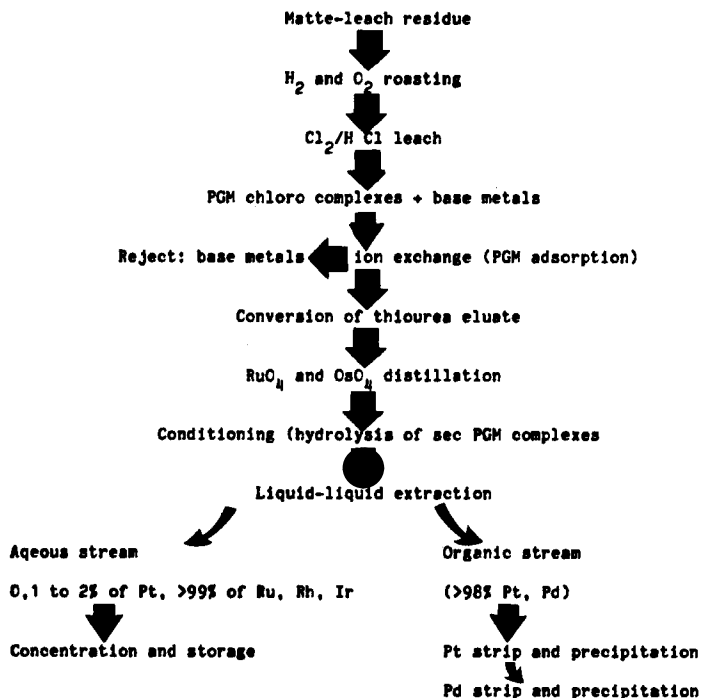 Matte-leach residue
H2 and O2 roasting
Cl2/H Cl leach
PGM chloro complexes + base metals
Reject: base metals ion exchange (PGM adsorption)
Conversion of thiourea eluate
RuO4 and OsO4 distillation
Conditioning (hydrolysis of sec PGM complexes
Liquid-liquid extraction
Aqeous stream
0,1 to 2% of Pt, >99% of Ru, Rh, Ir
Concentration and storage
Organic stream
(>98% Pt, Pd)
Pt strip and precipitation
Pd strip and precipitation